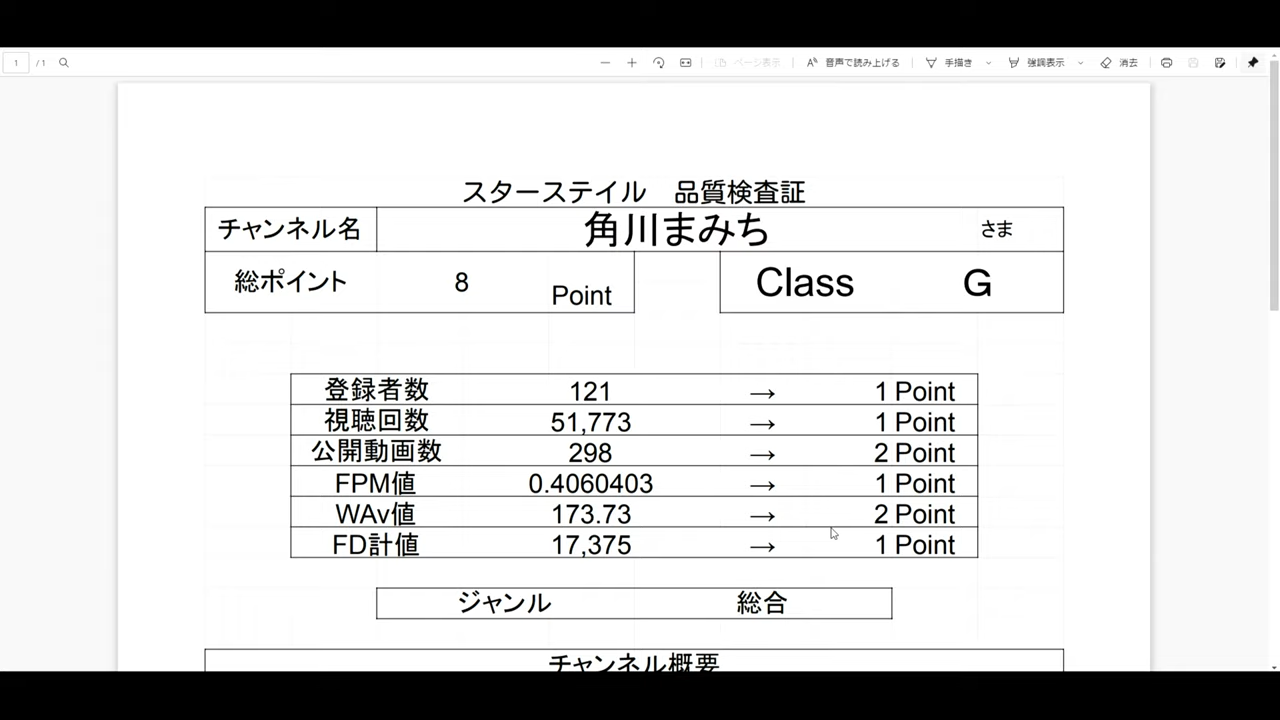 1 / 1 ページ表示 音声で読み上げる 手描き 強調表示 消去
スターステイル 品質検査証
チャンネル名 角川まみち さま
総ポイント 8 Point Class G
登録者数 121 → 1 Point
視聴回数 51,773 → 1 Point
公開動画数 298 → 2 Point
FPM値 0.4060403 → 1 Point
WAv値 173.73 → 2 Point
FD計値 17,375 → 1 Point
ジャンル 総合
チャンネル概要